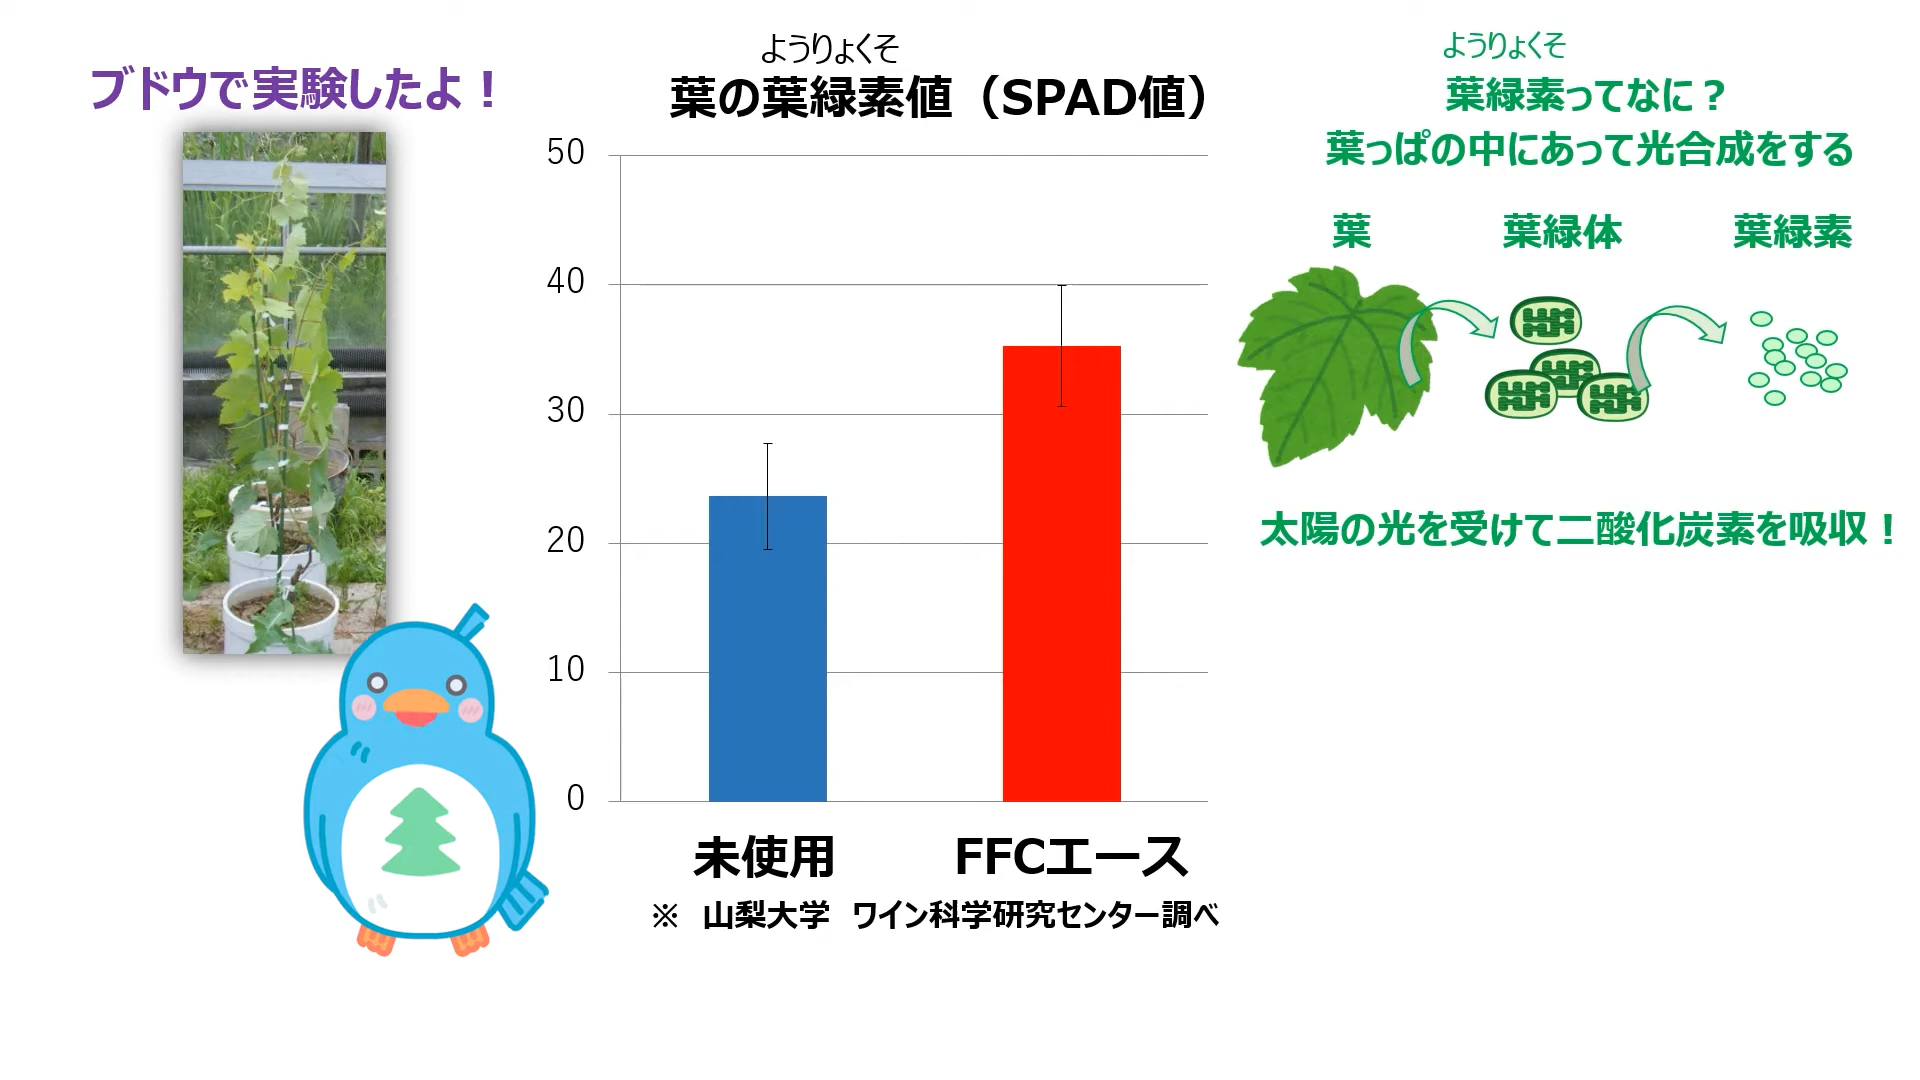 ブドウで実験したよ！
ようりょくそ
葉の葉緑素値（SPAD値）
50
40
30
20
10
0
未使用
FFCエース
※ 山梨大学 ワイン科学研究センター調べ
ようりょくそ
葉緑素ってなに？
葉っぱの中にあって光合成をする
葉
葉緑体
葉緑素
太陽の光を受けて二酸化炭素を吸収！